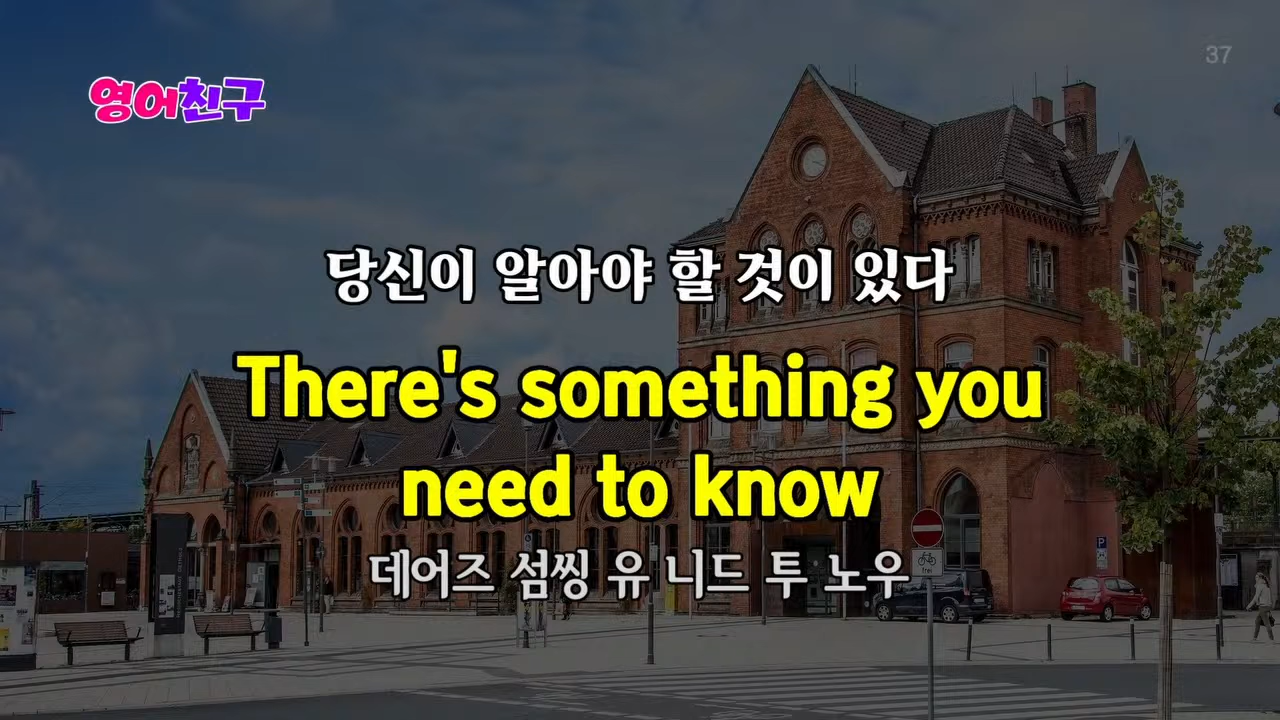 37
영어친구
당신이 알아야 할 것이 있다
There's something you
need to know
데어즈 섬씽 유 니드 투 노우
frei
P